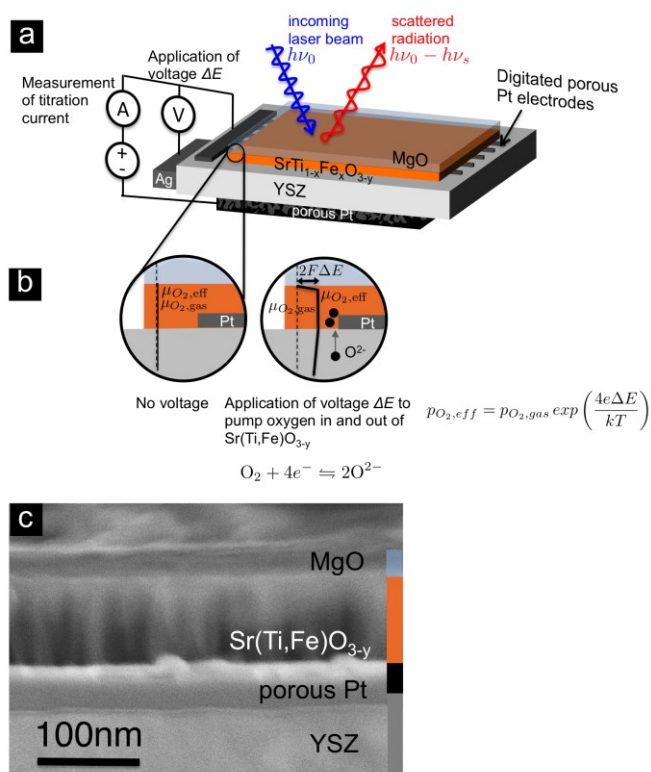 a
incoming
laser beam
hν₀
scattered
radiation
hν₀ − hνₛ
Application of
voltage ΔE
Measurement
of titration
current
A
V
+
-
Digitated porous
Pt electrodes
MgO
SrTi₁₋ₓFeₓO₃₋ᵧ
YSZ
Ag
porous Pt
b
μO₂,eff
μO₂,gas
Pt
2FΔE
μO₂,eff
μO₂,gas
Pt
O²⁻
No voltage
Application of voltage ΔE to
pump oxygen in and out of
Sr(Ti,Fe)O₃₋ᵧ
pO₂,eff = pO₂,gas exp(4eΔE/kT)
O₂ + 4e⁻ ⇋ 2O²⁻
c
MgO
Sr(Ti,Fe)O₃₋ᵧ
porous Pt
100nm
YSZ